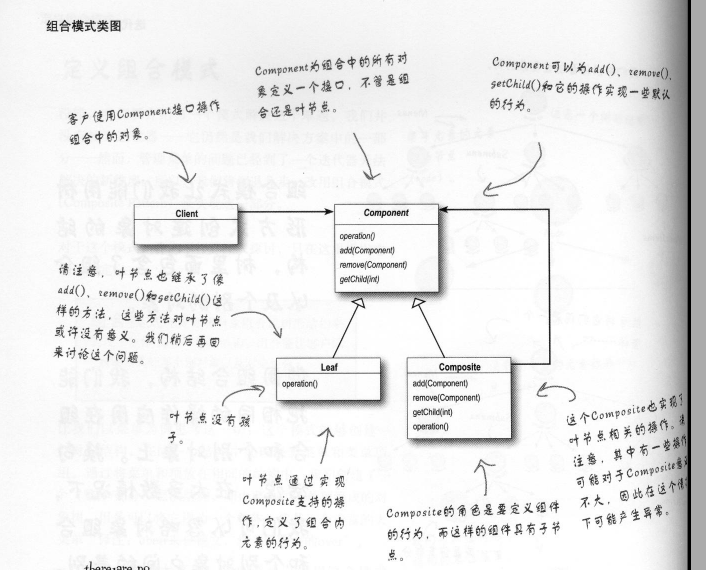 组合模式类图
Component为组合中的所有对
象定义一个接口，不管是组
合还是叶节点。
Component可以为add()、remove()、
getChild()和它的操作实现一些默认
的行为。
客户使用Component接口操作
组合中的对象。
Client
Component
operation()
add(Component)
remove(Component)
getChild(int)
请注意，叶节点也继承了像
add()、remove()和getChild()这
样的方法，这些方法对叶节点
或许没有意义。我们稍后再回
来讨论这个问题。
Leaf
operation()
Composite
add(Component)
remove(Component)
getChild(int)
operation()
叶节点没有孩
子。
叶节点通过实现
Composite支持的操
作，定义了组合内
元素的行为。
Composite的角色是要定义组件
的行为，而这样的组件具有子节
点。
这个Composite也实现了
叶节点相关的操作。
注意，其中有一些操作
可能对于Composite意义
不大，因此在这个情
下可能产生异常。
there are no